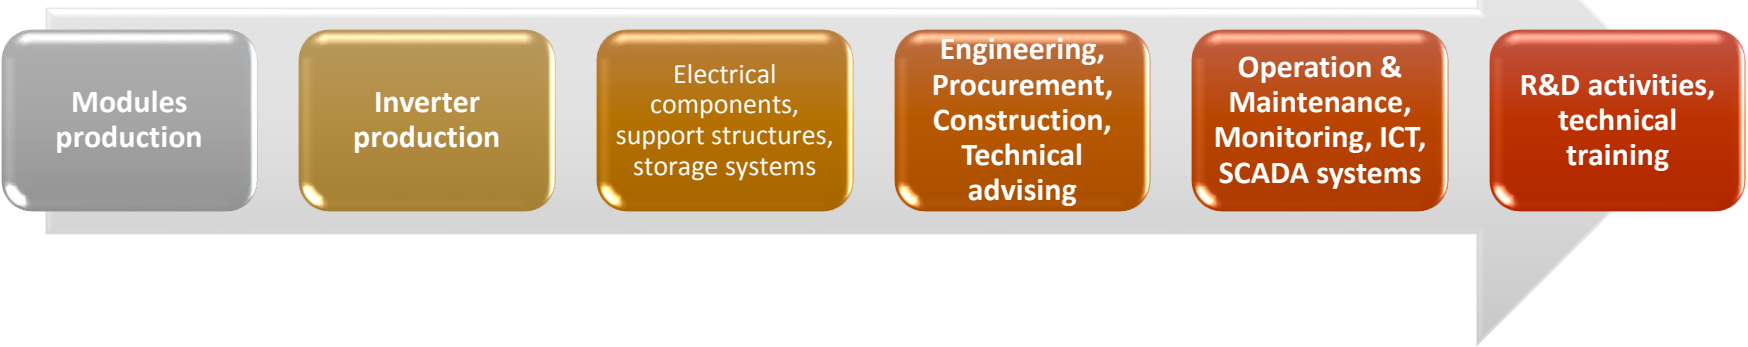 Modules
production
Inverter
production
Electrical
components,
support structures,
storage systems
Engineering,
Procurement,
Construction,
Technical
advising
Operation &
Maintenance,
Monitoring, ICT,
SCADA systems
R&D activities,
technical
training